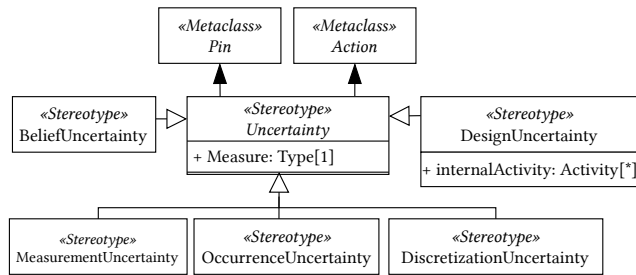 «Metaclass»
Pin
«Metaclass»
Action
«Stereotype»
BeliefUncertainty
«Stereotype»
Uncertainty
+ Measure: Type[1]
«Stereotype»
DesignUncertainty
+ internalActivity: Activity[*]
«Stereotype»
MeasurementUncertainty
«Stereotype»
OccurrenceUncertainty
«Stereotype»
DiscretizationUncertainty